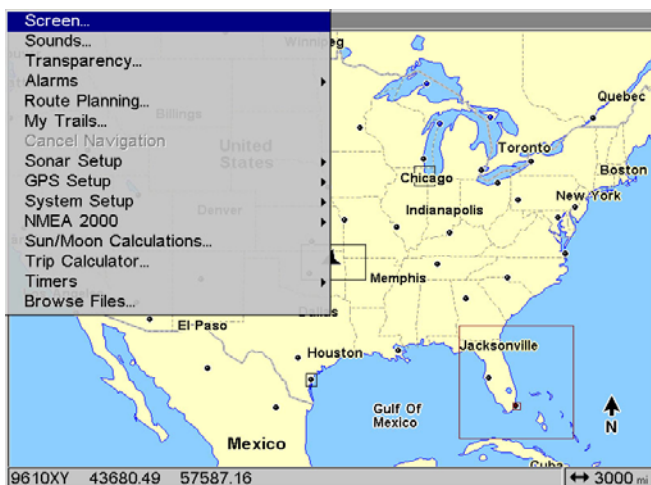 Screen...
Sounds...
Transparency...
Alarms
Route Planning...
My Trails...
Cancel Navigation
Sonar Setup
GPS Setup
System Setup
NMEA 2000
Sun/Moon Calculations...
Trip Calculator...
Timers
Browse Files...
Winnipeg
Billings
United
States
Denver
Dallas
El Paso
Quebec
Toronto
Boston
Chicago
New York
Indianapolis
Memphis
Jacksonville
Houston
Gulf Of
Mexico
N
Mexico
Cuba
9610XY 43680.49 57587.16
3000 mi